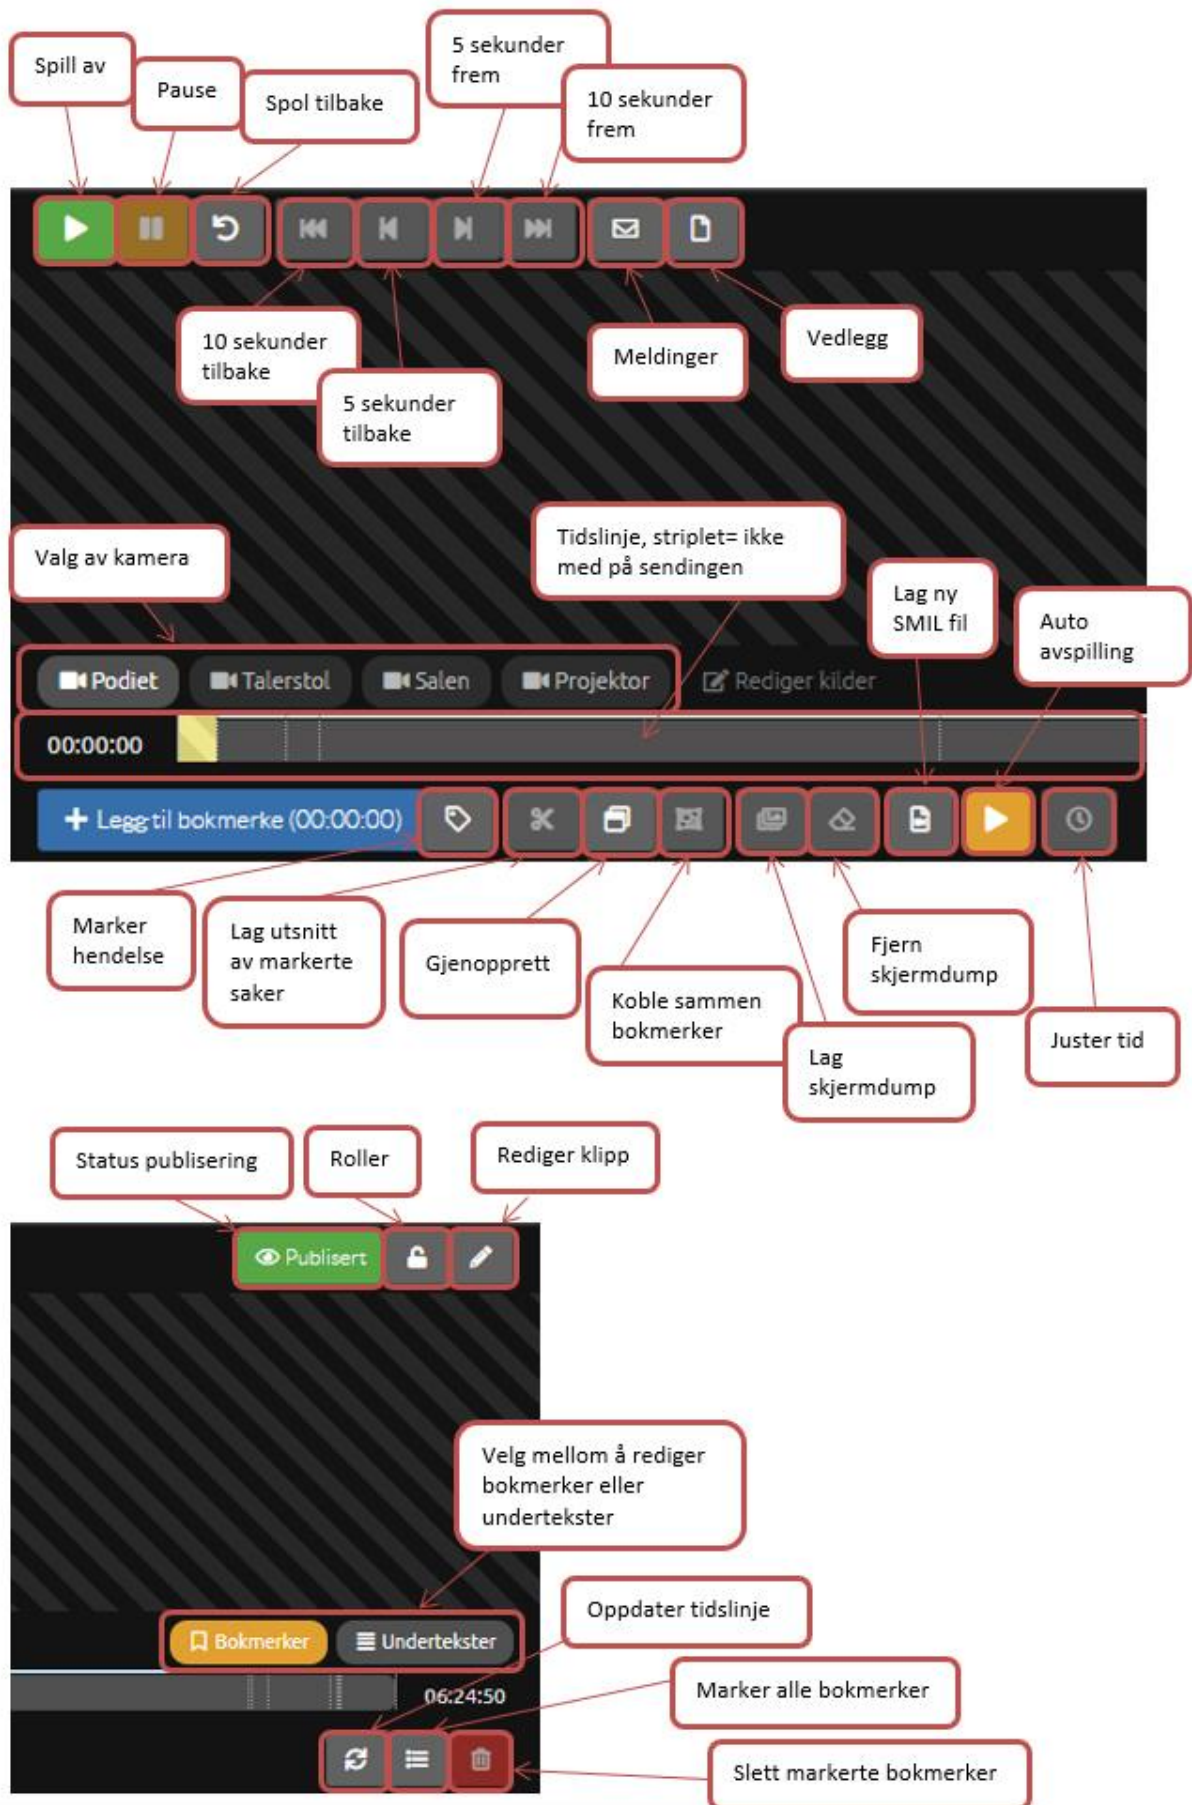 Spill av
Pause
Spol tilbake
5 sekunder
frem
10 sekunder
frem
10 sekunder
tilbake
5 sekunder
tilbake
Meldinger
Vedlegg
Valg av kamera
Tidslinje, striplet= ikke
med på sendingen
Lag ny
SMIL fil
Auto
avspilling
Podiet
Talerstol
Salen
Projektor
Rediger kilder
00:00:00
Legg til bokmerke (00:00:00)
Marker
hendelse
Lag utsnitt
av markerte
saker
Gjenopprett
Koble sammen
bokmerker
Lag
skjermdump
Fjern
skjermdump
Juster tid
Status publisering
Roller
Rediger klipp
Publisert
Velg mellom å rediger
bokmerker eller
undertekster
Bokmerker
Undertekster
06:24:50
Oppdater tidslinje
Marker alle bokmerker
Slett markerte bokmerker